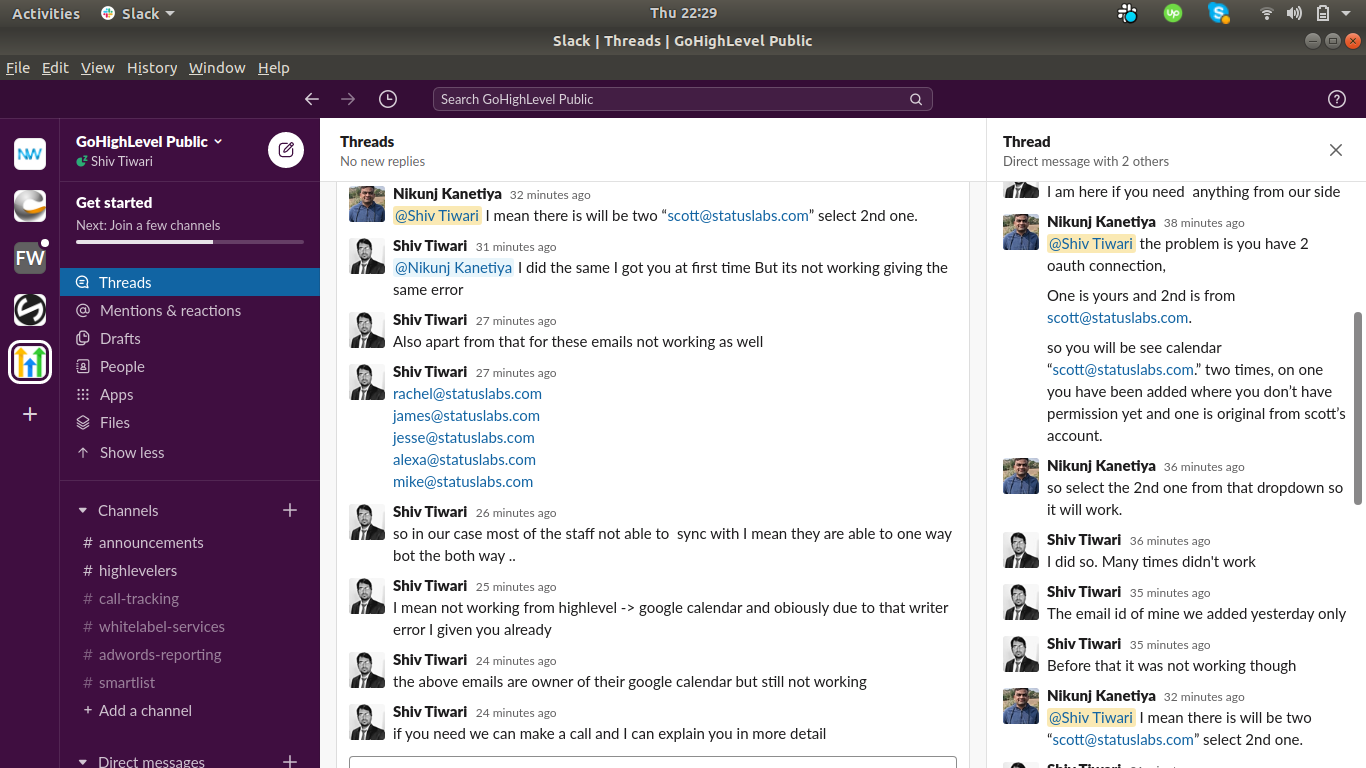 Activities Slack Thu 22:29 up
Slack | Threads | GoHighLevel Public
File Edit View History Window Help
Search GoHighLevel Public
NW
FW
GoHighLevel Public
Shiv Tiwari
Get started
Next: Join a few channels
Threads
Mentions & reactions
Drafts
People
Apps
Files
Show less
Channels
# announcements
# highlevelers
# call-tracking
# whitelabel-services
# adwords-reporting
# smartlist
+ Add a channel
Direct messages
Threads
No new replies
Nikunj Kanetiya 32 minutes ago
@Shiv Tiwari I mean there is will be two “scott@statuslabs.com” select 2nd one.
Shiv Tiwari 31 minutes ago
@Nikunj Kanetiya I did the same I got you at first time But its not working giving the
same error
Shiv Tiwari 27 minutes ago
Also apart from that for these emails not working as well
Shiv Tiwari 27 minutes ago
rachel@statuslabs.com
james@statuslabs.com
jesse@statuslabs.com
alexa@statuslabs.com
mike@statuslabs.com
Shiv Tiwari 26 minutes ago
so in our case most of the staff not able to sync with I mean they are able to one way
bot the both way ..
Shiv Tiwari 25 minutes ago
I mean not working from highlevel -> google calendar and obiously due to that writer
error I given you already
Shiv Tiwari 24 minutes ago
the above emails are owner of their google calendar but still not working
Shiv Tiwari 24 minutes ago
if you need we can make a call and I can explain you in more detail
Thread
Direct message with 2 others
I am here if you need anything from our side
Nikunj Kanetiya 38 minutes ago
@Shiv Tiwari the problem is you have 2
oauth connection,
One is yours and 2nd is from
scott@statuslabs.com.
so you will be see calendar
“scott@statuslabs.com.” two times, on one
you have been added where you don’t have
permission yet and one is original from scott’s
account.
Nikunj Kanetiya 36 minutes ago
so select the 2nd one from that dropdown so
it will work.
Shiv Tiwari 36 minutes ago
I did so. Many times didn't work
Shiv Tiwari 35 minutes ago
The email id of mine we added yesterday only
Shiv Tiwari 35 minutes ago
Before that it was not working though
Nikunj Kanetiya 32 minutes ago
@Shiv Tiwari I mean there is will be two
“scott@statuslabs.com” select 2nd one.